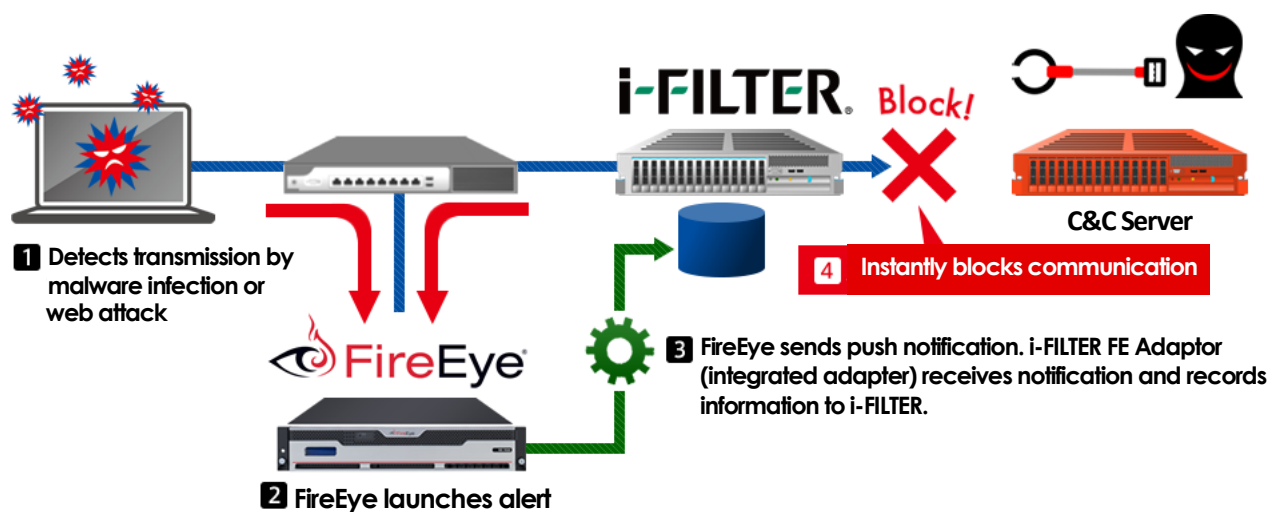 i-FILTER®
Block!
C&C Server
1 Detects transmission by
malware infection or
web attack
4 Instantly blocks communication
FireEye®
3 FireEye sends push notification. i-FILTER FE Adaptor
(integrated adapter) receives notification and records
information to i-FILTER.
2 FireEye launches alert